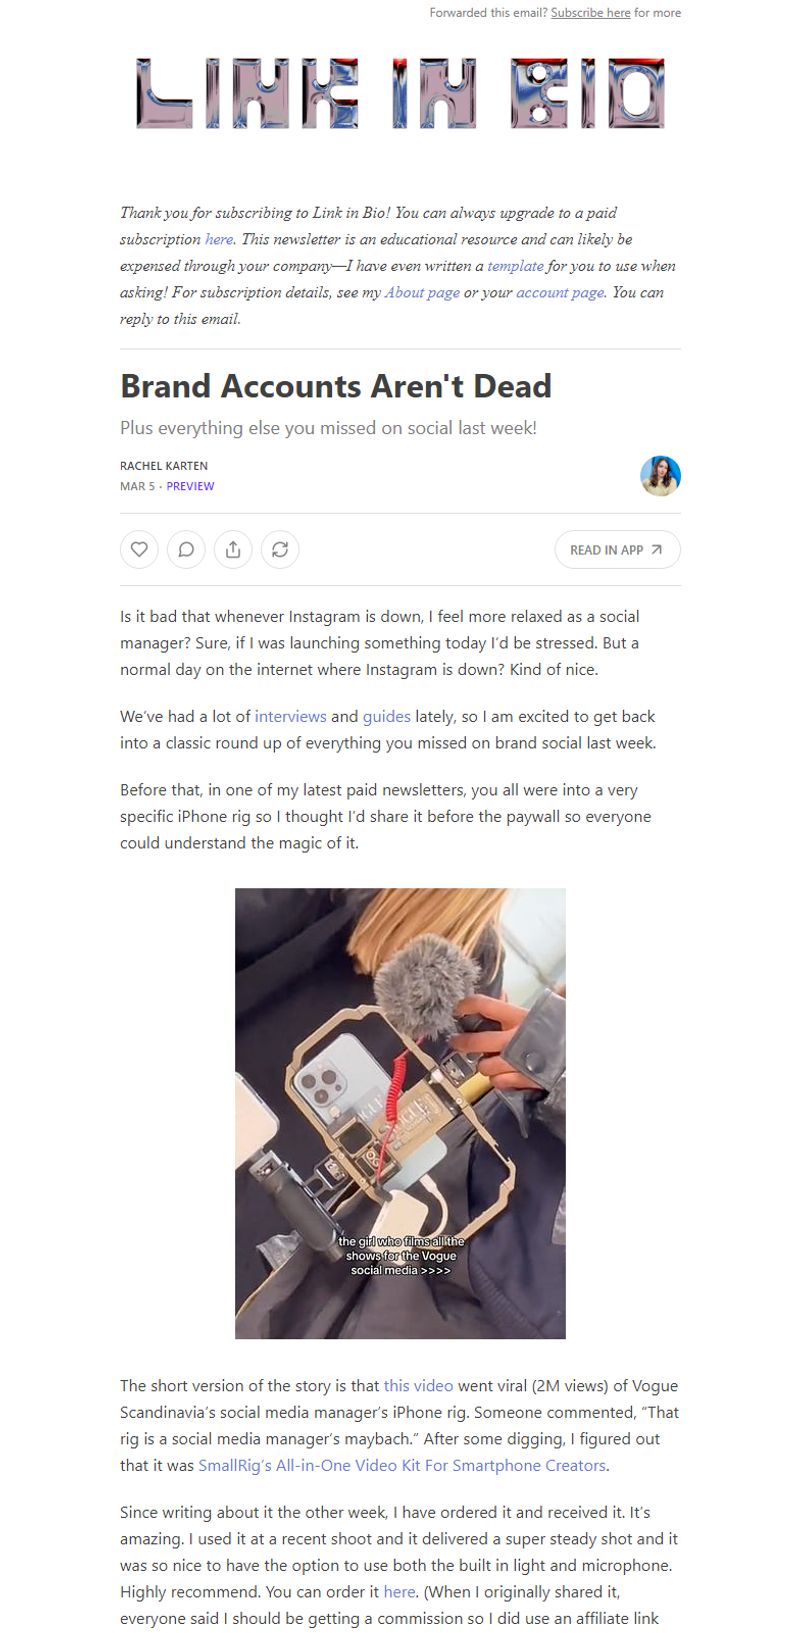 Forwarded this email? Subscribe here for more
LINK IN BIO
Thank you for subscribing to Link in Bio! You can always upgrade to a paid
subscription here. This newsletter is an educational resource and can likely be
expensed through your company—I have even written a template for you to use when
asking! For subscription details, see my About page or your account page. You can
reply to this email.
Brand Accounts Aren't Dead
Plus everything else you missed on social last week!
RACHEL KARTEN
MAR 5 · PREVIEW
READ IN APP
Is it bad that whenever Instagram is down, I feel more relaxed as a social
manager? Sure, if I was launching something today I’d be stressed. But a
normal day on the internet where Instagram is down? Kind of nice.
We’ve had a lot of interviews and guides lately, so I am excited to get back
into a classic round up of everything you missed on brand social last week.
Before that, in one of my latest paid newsletters, you all were into a very
specific iPhone rig so I thought I’d share it before the paywall so everyone
could understand the magic of it.
the girl who films all the
shows for the Vogue
social media >>>>
The short version of the story is that this video went viral (2M views) of Vogue
Scandinavia’s social media manager’s iPhone rig. Someone commented, “That
rig is a social media manager’s maybach.” After some digging, I figured out
that it was SmallRig’s All-in-One Video Kit For Smartphone Creators.
Since writing about it the other week, I have ordered it and received it. It’s
amazing. I used it at a recent shoot and it delivered a super steady shot and it
was so nice to have the option to use both the built in light and microphone.
Highly recommend. You can order it here. (When I originally shared it,
everyone said I should be getting a commission so I did use an affiliate link